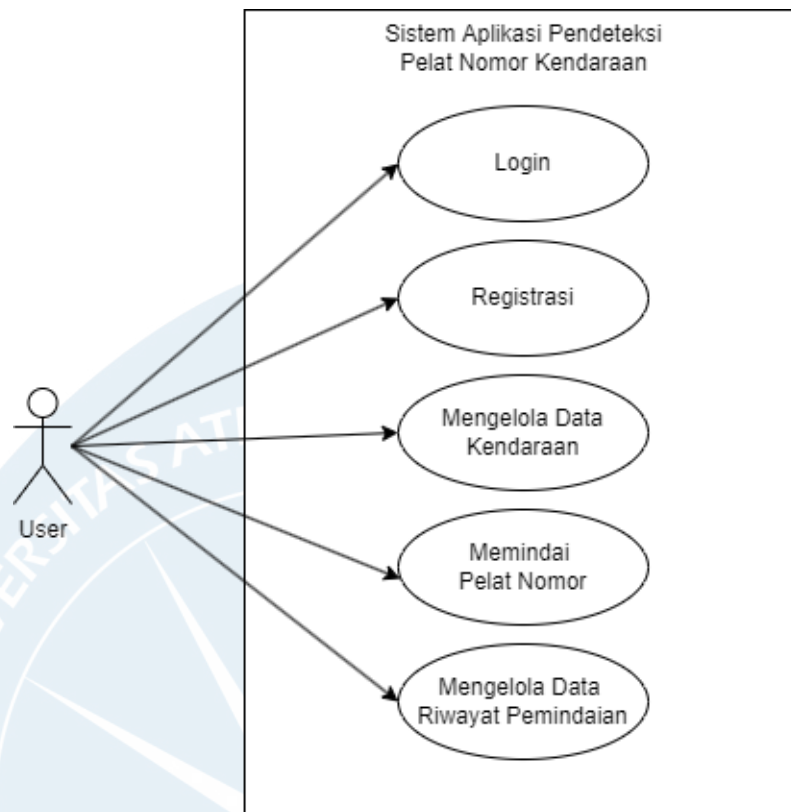 Sistem Aplikasi Pendeteksi
Pelat Nomor Kendaraan
Login
Registrasi
Mengelola Data
Kendaraan
Memindai
Pelat Nomor
Mengelola Data
Riwayat Pemindaian
User